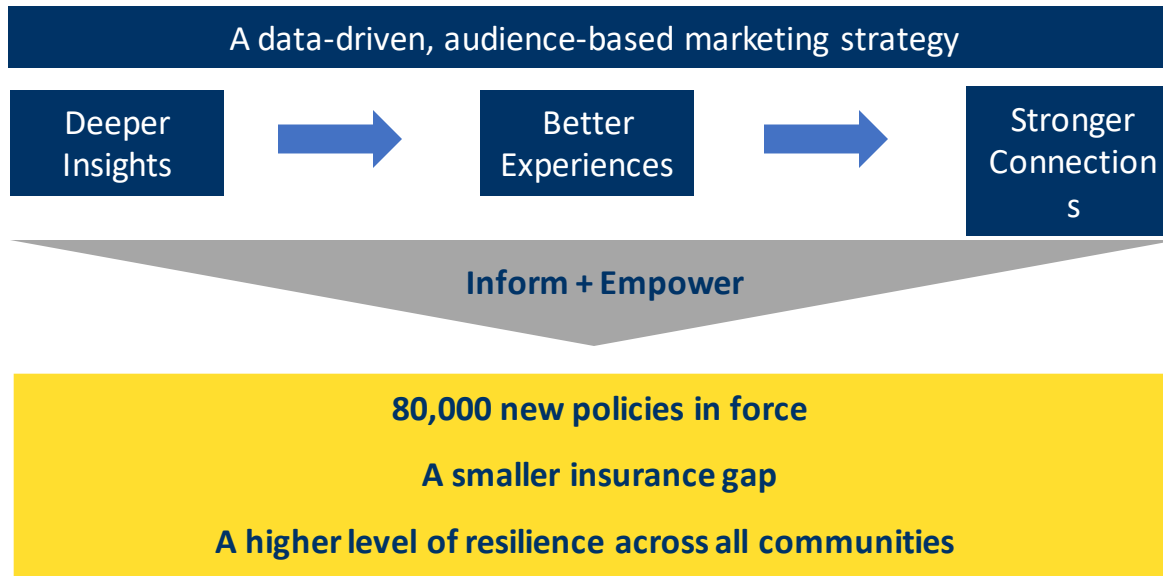 A data-driven, audience-based marketing strategy
Deeper
Insights
Better
Experiences
Stronger
Connection
s
Inform + Empower
80,000 new policies in force
A smaller insurance gap
A higher level of resilience across all communities